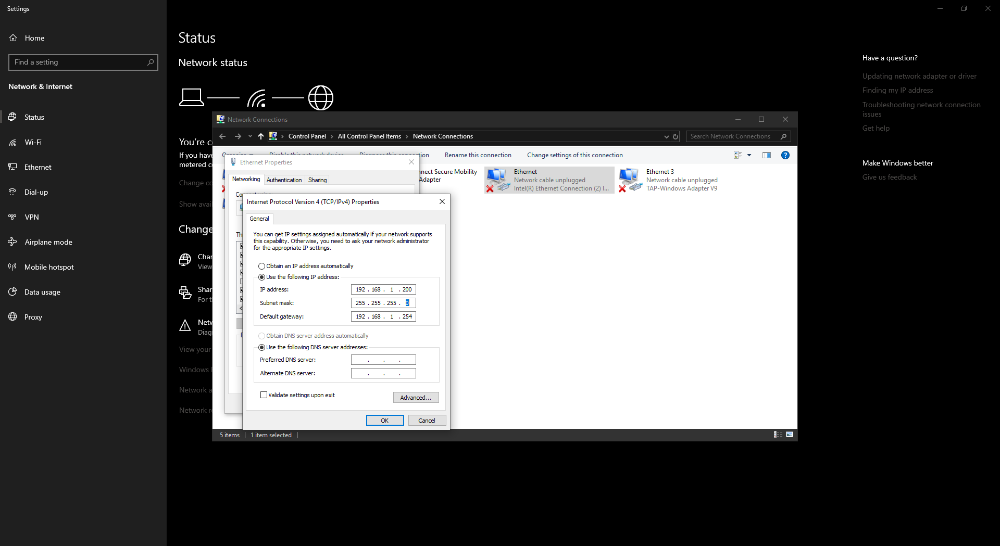 Settings
Home
Find a setting
Network & Internet
Status
Wi-Fi
Ethernet
Dial-up
VPN
Airplane mode
Mobile hotspot
Data usage
Proxy
Status
Network status
You're c
If you have
metered c
Change co
Show avai
Change
Char
View
Shar
For t
Netw
Diag
View your
Windows
Network a
Network r
Network Connections
Control Panel > All Control Panel Items > Network Connections
Search Network Connections
Rename this connection
Change settings of this connection
nnect Secure Mobility
Adapter
Ethernet
Network cable unplugged
Intel(R) Ethernet Connection (2) I...
Ethernet 3
Network cable unplugged
TAP-Windows Adapter V9
Ethernet Properties
Networking
Authentication
Sharing
Th
Internet Protocol Version 4 (TCP/IPv4) Properties
General
You can get IP settings assigned automatically if your network supports
this capability. Otherwise, you need to ask your network administrator
for the appropriate IP settings.
Obtain an IP address automatically
Use the following IP address:
IP address: 192 . 168 . 1 . 200
Subnet mask: 255 . 255 . 255 . 0
Default gateway: 192 . 168 . 1 . 254
Obtain DNS server address automatically
Use the following DNS server addresses:
Preferred DNS server: . . .
Alternate DNS server: . . .
Validate settings upon exit
Advanced...
OK
Cancel
5 items
1 item selected
Have a question?
Updating network adapter or driver
Finding my IP address
Troubleshooting network connection
issues
Get help
Make Windows better
Give us feedback